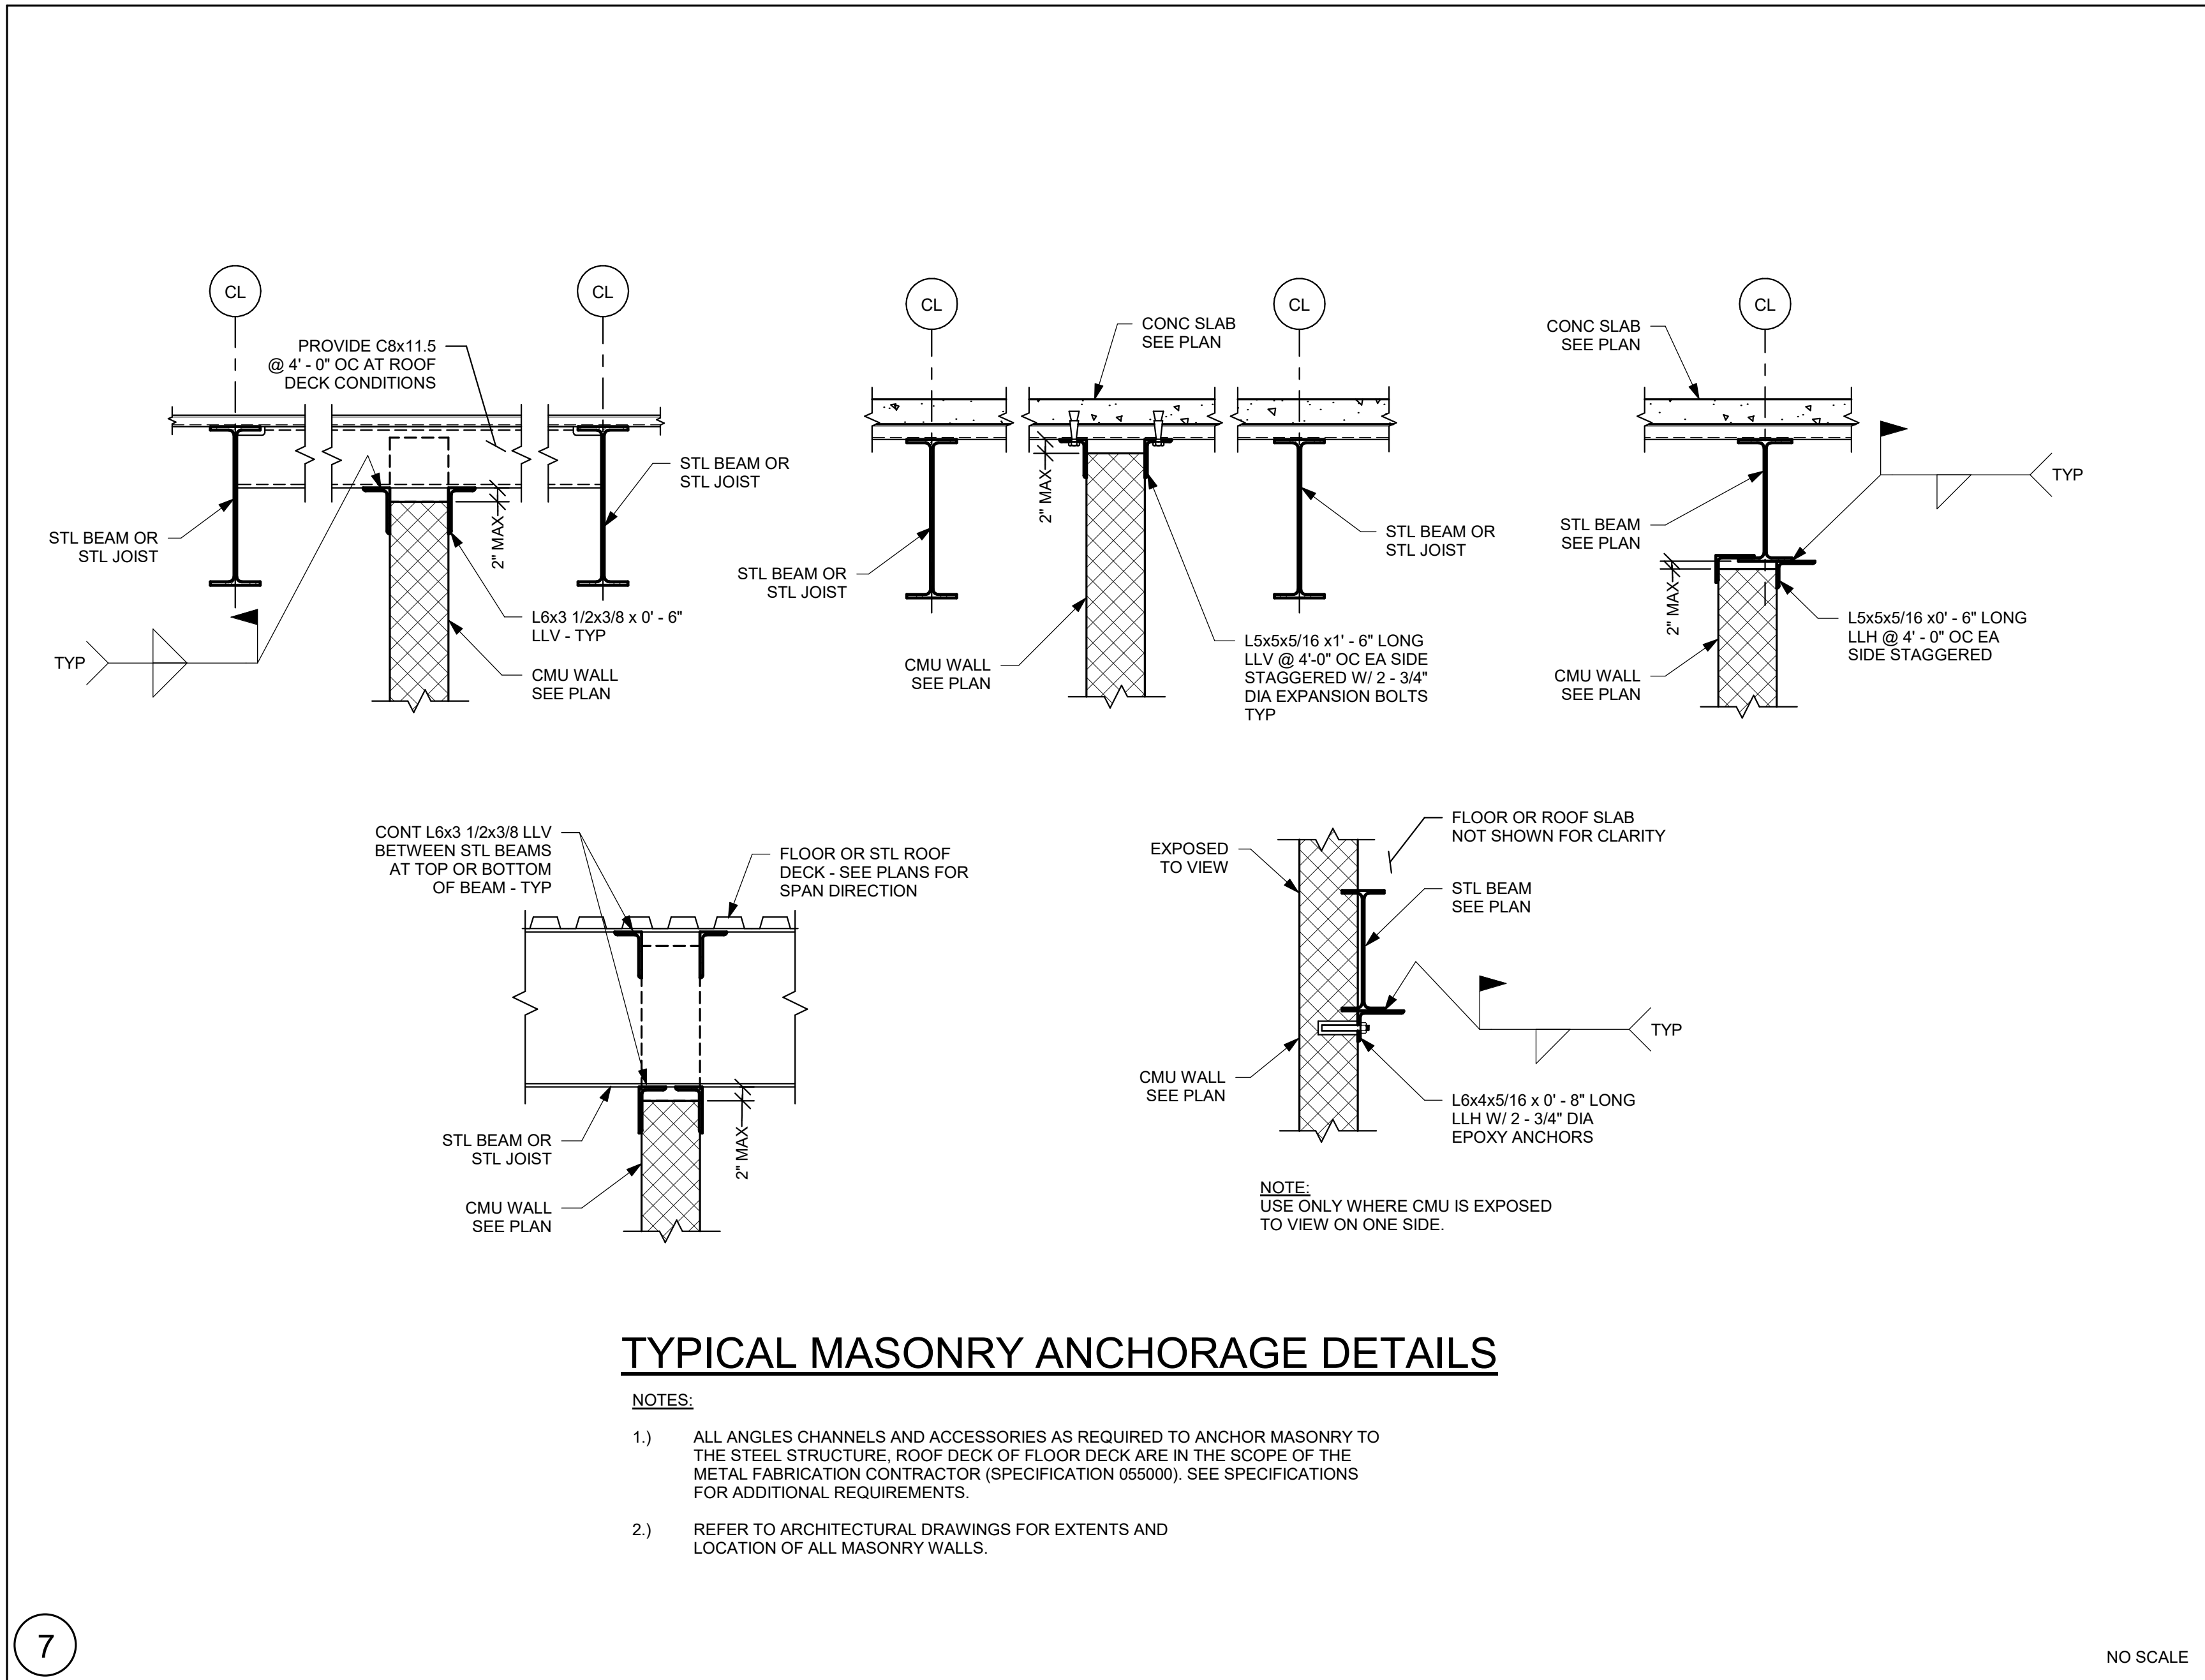 CL
CL
PROVIDE C8x11.5
@ 4' - 0" OC AT ROOF
DECK CONDITIONS
STL BEAM OR
STL JOIST
STL BEAM OR
STL JOIST
2" MAX
L6x3 1/2x3/8 x 0' - 6"
LLV - TYP
TYP
CMU WALL
SEE PLAN
CL
CL
CONC SLAB
SEE PLAN
2" MAX
STL BEAM OR
STL JOIST
STL BEAM OR
STL JOIST
CMU WALL
SEE PLAN
L5x5x5/16 x1' - 6" LONG
LLV @ 4'-0" OC EA SIDE
STAGGERED W/ 2 - 3/4"
DIA EXPANSION BOLTS
TYP
CL
CONC SLAB
SEE PLAN
TYP
STL BEAM
SEE PLAN
2" MAX
L5x5x5/16 x0' - 6" LONG
LLH @ 4' - 0" OC EA
SIDE STAGGERED
CMU WALL
SEE PLAN
CONT L6x3 1/2x3/8 LLV
BETWEEN STL BEAMS
AT TOP OR BOTTOM
OF BEAM - TYP
FLOOR OR STL ROOF
DECK - SEE PLANS FOR
SPAN DIRECTION
STL BEAM OR
STL JOIST
2" MAX
CMU WALL
SEE PLAN
FLOOR OR ROOF SLAB
NOT SHOWN FOR CLARITY
EXPOSED
TO VIEW
STL BEAM
SEE PLAN
TYP
CMU WALL
SEE PLAN
L6x4x5/16 x 0' - 8" LONG
LLH W/ 2 - 3/4" DIA
EPOXY ANCHORS
NOTE:
USE ONLY WHERE CMU IS EXPOSED
TO VIEW ON ONE SIDE.
TYPICAL MASONRY ANCHORAGE DETAILS
NOTES:
1.) ALL ANGLES CHANNELS AND ACCESSORIES AS REQUIRED TO ANCHOR MASONRY TO
THE STEEL STRUCTURE, ROOF DECK OF FLOOR DECK ARE IN THE SCOPE OF THE
METAL FABRICATION CONTRACTOR (SPECIFICATION 055000). SEE SPECIFICATIONS
FOR ADDITIONAL REQUIREMENTS.
2.) REFER TO ARCHITECTURAL DRAWINGS FOR EXTENTS AND
LOCATION OF ALL MASONRY WALLS.
7
NO SCALE